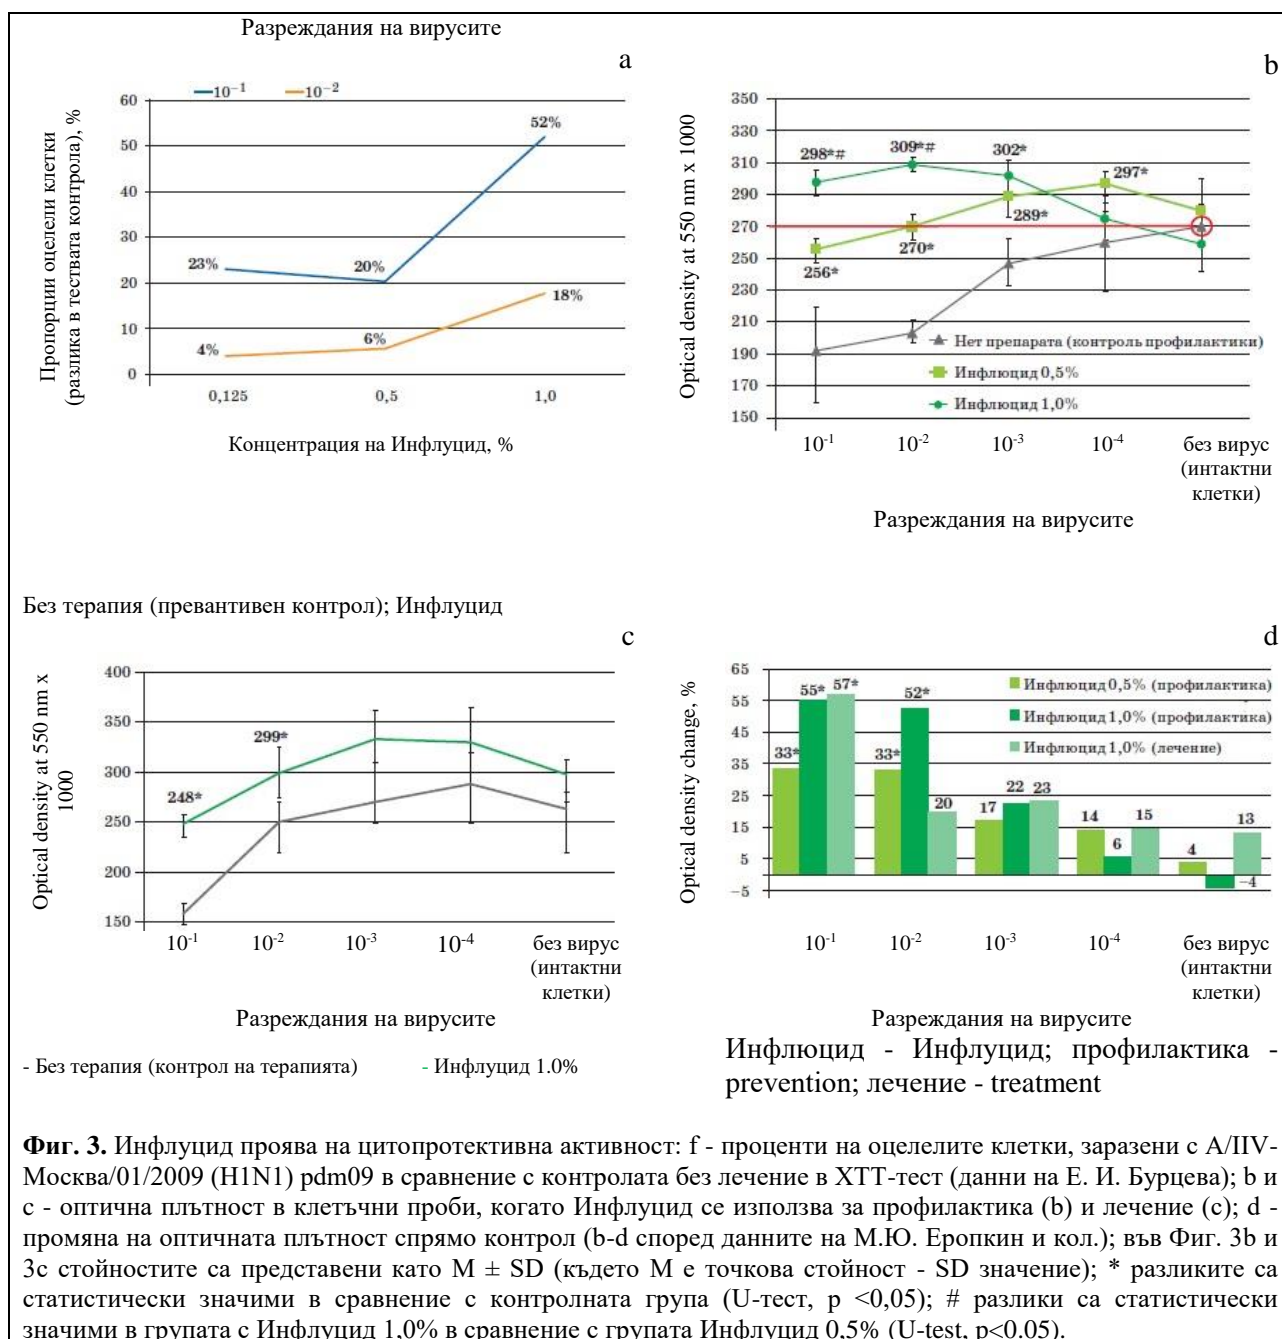 Разреждания на вирусите
a
10⁻¹ 10⁻²
Пропорции оцелели клетки
(разлика в тествата контрола), %
60
50
40
30
20
10
0
23%
20%
52%
4%
6%
18%
0,125 0,5 1,0
Концентрация на Инфлуцид, %
b
Optical density at 550 nm x 1000
350
330
310
290
270
250
230
210
190
170
150
298*# 309*# 302* 297*
289*
256* 270*
Нет препарата (контроль профилактики)
Инфлюцид 0,5%
Инфлюцид 1,0%
10⁻¹ 10⁻² 10⁻³ 10⁻⁴ без вирус
(интактни
клетки)
Разреждания на вирусите
Без терапия (превантивен контрол); Инфлуцид
c
Optical density at 550 nm x
1000
400
350
300
250
200
150
248*
299*
10⁻¹ 10⁻² 10⁻³ 10⁻⁴ без вирус
(интактни
клетки)
Разреждания на вирусите
- Без терапия (контрол на терапията) - Инфлуцид 1.0%
d
Optical density change, %
65
55
45
35
25
15
5
−5
Инфлюцид 0,5% (профилактика)
Инфлюцид 1,0% (профилактика)
Инфлюцид 1,0% (лечение)
33* 55* 57*
33* 52* 20
17 22 23
14 6 15
4 −4 13
10⁻¹ 10⁻² 10⁻³ 10⁻⁴ без вирус
(интактни
клетки)
Разреждания на вирусите
Инфлюцид - Инфлуцид; профилактика -
prevention; лечение - treatment
Фиг. 3. Инфлуцид проява на цитопротективна активност: f - проценти на оцелелите клетки, заразени с A/IIV-
Москва/01/2009 (H1N1) pdm09 в сравнение с контролата без лечение в ХТТ-тест (данни на Е. И. Бурцева); b и
c - оптична плътност в клетъчни проби, когато Инфлуцид се използва за профилактика (b) и лечение (c); d -
промяна на оптичната плътност спрямо контрол (b-d според данните на М.Ю. Еропкин и кол.); във Фиг. 3b и
3c стойностите са представени като M ± SD (където M е точкова стойност - SD значение); * разликите са
статистически значими в сравнение с контролната група (U-тест, p <0,05); # разлики са статистически
значими в групата с Инфлуцид 1,0% в сравнение с групата Инфлуцид 0,5% (U-test, p<0.05).